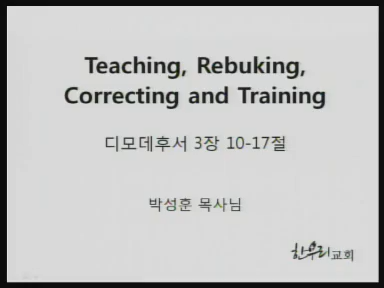 Teaching, Rebuking,
Correcting and Training
디모데후서 3장 10-17절
박성훈 목사님
한우리교회